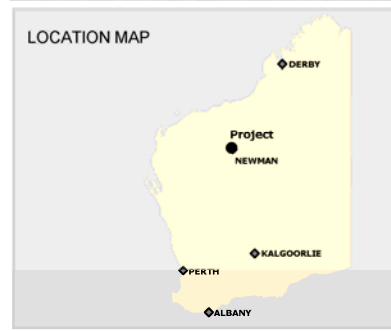 LOCATION MAP
DERBY
Project
NEWMAN
KALGOORLIE
PERTH
ALBANY